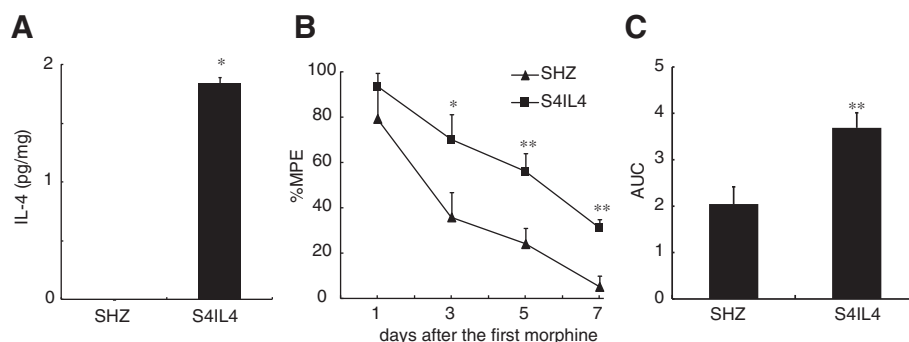 A
IL-4 (pg/mg)
2
1
0
*
SHZ
S4IL4
B
%MPE
100
80
60
40
20
0
SHZ
S4IL4
*
**
**
1
3
5
7
days after the first morphine
C
AUC
5
4
3
2
1
0
**
SHZ
S4IL4